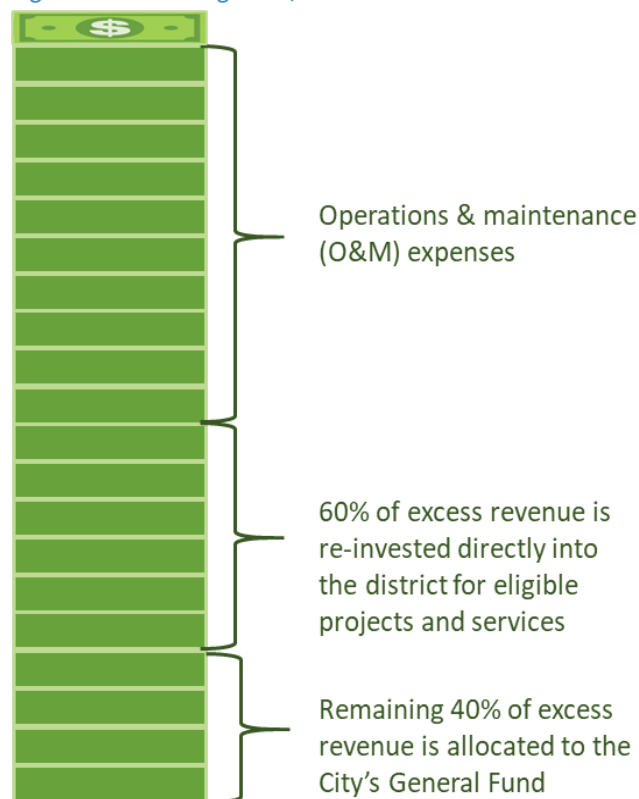 $
Operations & maintenance
(O&M) expenses
60% of excess revenue is
re-invested directly into
the district for eligible
projects and services
Remaining 40% of excess
revenue is allocated to the
City's General Fund